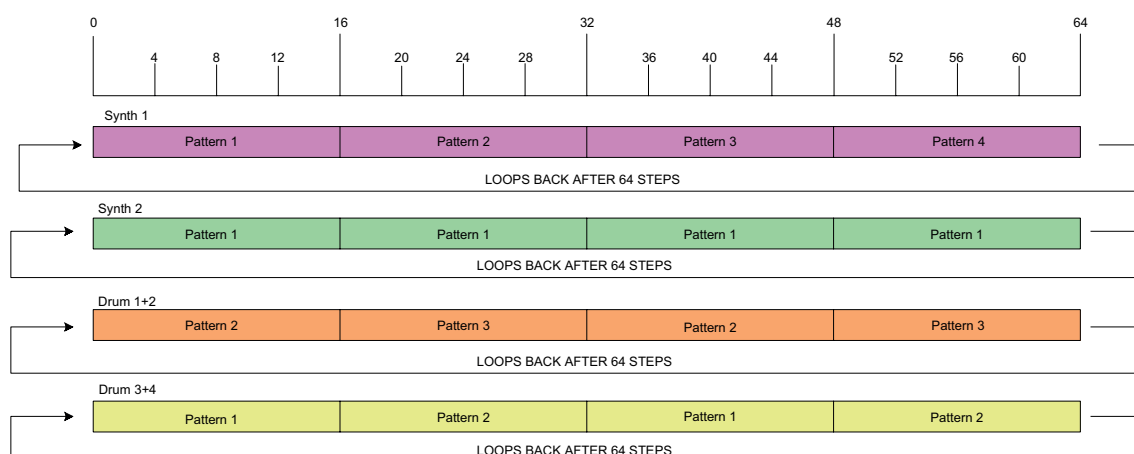 0 16 32 48 64
4 8 12 20 24 28 36 40 44 52 56 60
Synth 1
Pattern 1 Pattern 2 Pattern 3 Pattern 4
LOOPS BACK AFTER 64 STEPS
Synth 2
Pattern 1 Pattern 1 Pattern 1 Pattern 1
LOOPS BACK AFTER 64 STEPS
Drum 1+2
Pattern 2 Pattern 3 Pattern 2 Pattern 3
LOOPS BACK AFTER 64 STEPS
Drum 3+4
Pattern 1 Pattern 2 Pattern 1 Pattern 2
LOOPS BACK AFTER 64 STEPS